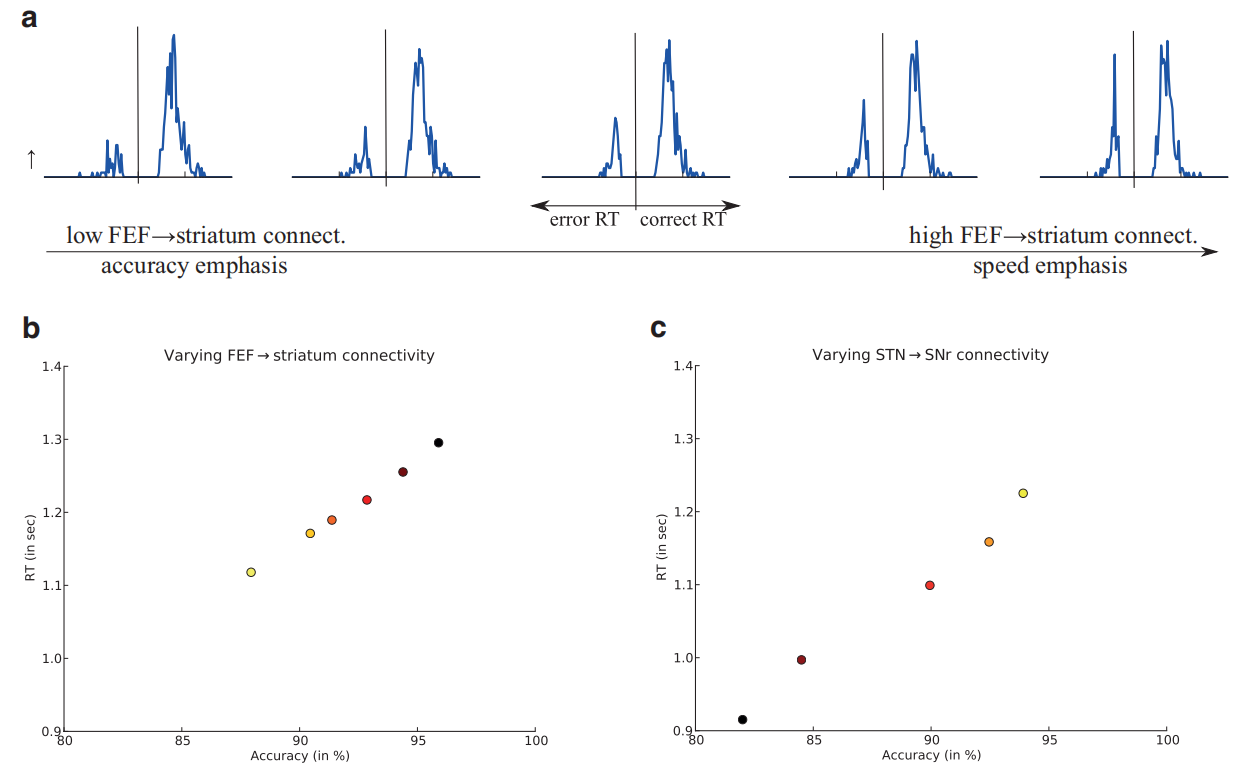 a
↑
error RT
correct RT
low FEF→striatum connect.
high FEF→striatum connect.
accuracy emphasis
speed emphasis
b
Varying FEF→striatum connectivity
1.4
1.3
1.2
1.1
1.0
0.9
RT (in sec)
80
85
90
95
100
Accuracy (in %)
c
Varying STN→SNr connectivity
1.4
1.3
1.2
1.1
1.0
0.9
RT (in sec)
80
85
90
95
100
Accuracy (in %)